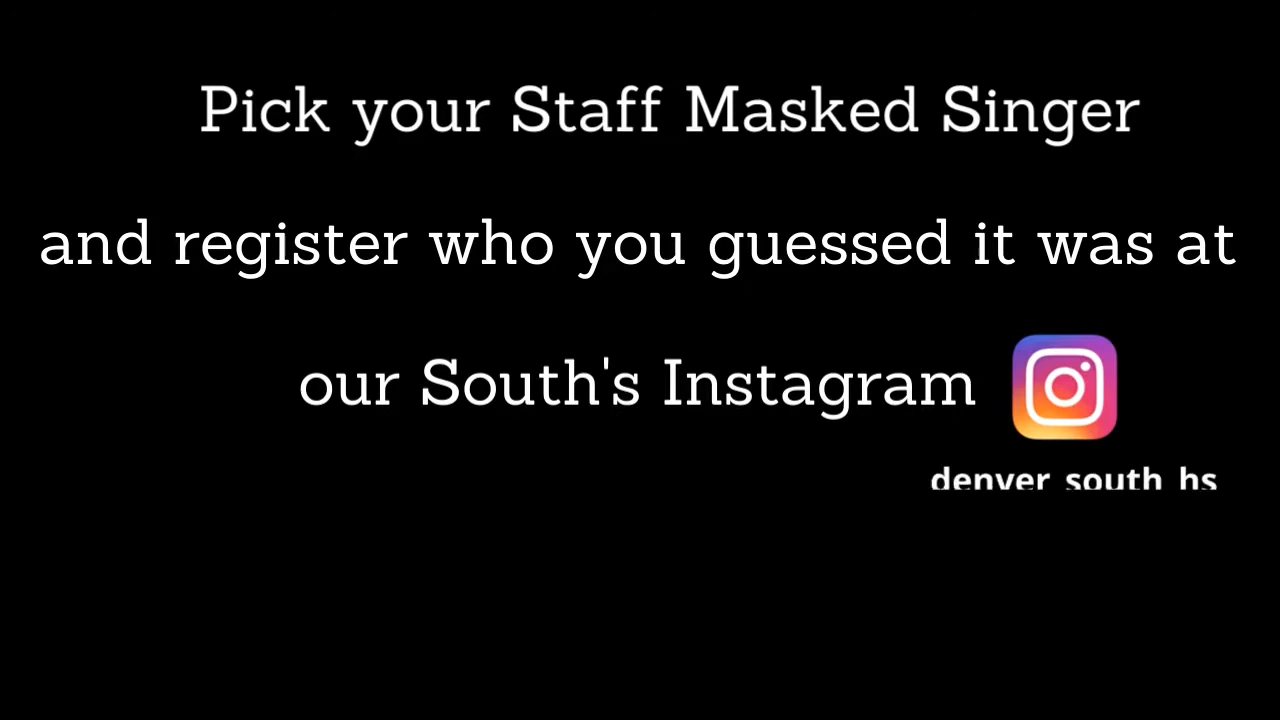 Pick your Staff Masked Singer
and register who you guessed it was at
our South's Instagram
denver south hs